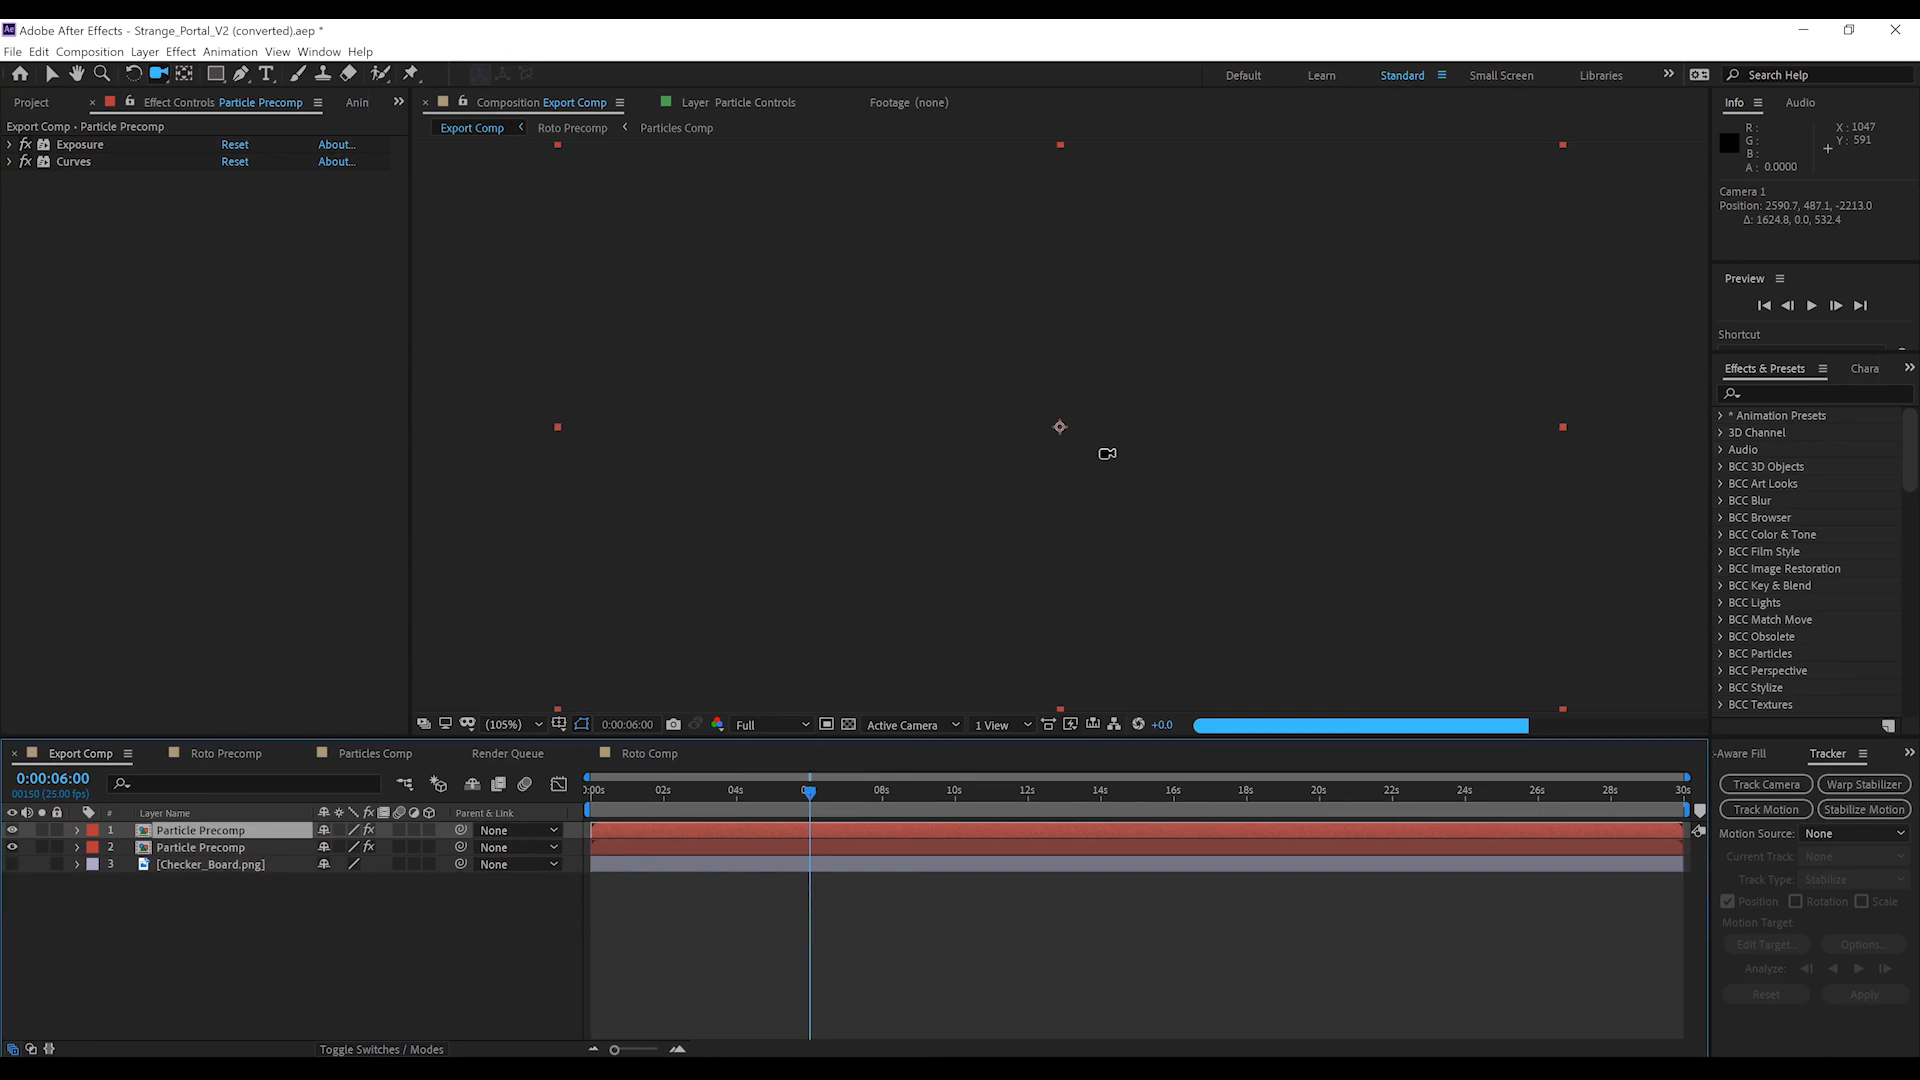 Adobe After Effects - Strange_Portal_V2 (converted).aep *
File Edit Composition Layer Effect Animation View Window Help
Default Learn Standard Small Screen Libraries Search Help
Project Effect Controls Particle Precomp Anin
Composition Export Comp Layer Particle Controls Footage (none)
Info Audio
Export Comp • Particle Precomp
Export Comp Roto Precomp Particles Comp
R: X: 1047
G: Y: 591
B:
A: 0.0000
Exposure Reset About...
Curves Reset About...
Camera 1
Position: 2590.7, 487.1, -2213.0
Δ: 1624.8, 0.0, 532.4
Preview
Shortcut
Effects & Presets Chara
* Animation Presets
3D Channel
Audio
BCC 3D Objects
BCC Art Looks
BCC Blur
BCC Browser
BCC Color & Tone
BCC Film Style
BCC Image Restoration
BCC Key & Blend
BCC Lights
BCC Match Move
BCC Obsolete
BCC Particles
BCC Perspective
BCC Stylize
BCC Textures
(105%) 0:00:06:00 Full Active Camera 1 View +0.0
Export Comp Roto Precomp Particles Comp Render Queue Roto Comp
-Aware Fill Tracker
0:00:06:00
00150 (25.00 fps)
0:00s 02s 04s 08s 10s 12s 14s 16s 18s 20s 22s 24s 26s 28s 30s
# Layer Name Parent & Link
1 Particle Precomp None
2 Particle Precomp None
3 [Checker_Board.png] None
Track Camera Warp Stabilizer
Track Motion Stabilize Motion
Motion Source: None
Current Track: None
Track Type: Stabilize
Position Rotation Scale
Motion Target:
Edit Target... Options...
Analyze:
Reset Apply
Toggle Switches / Modes